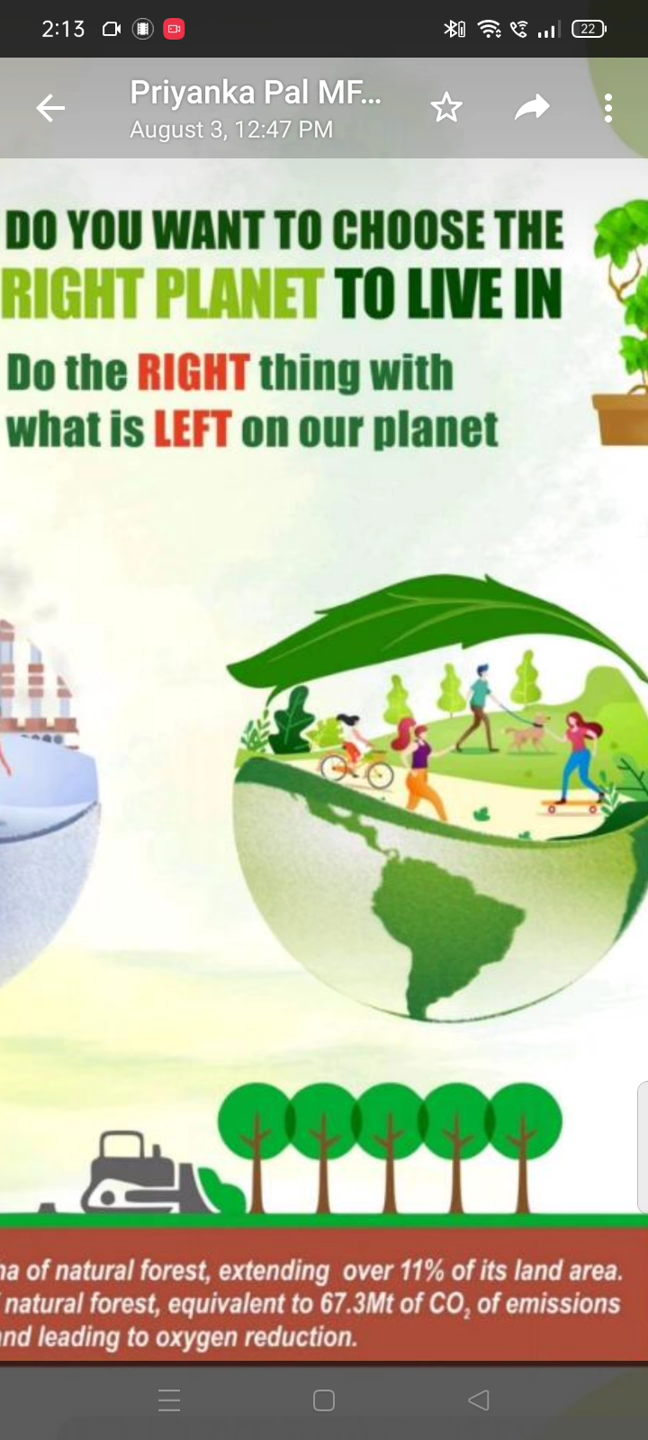 2:13
22
Priyanka Pal MF...
August 3, 12:47 PM
DO YOU WANT TO CHOOSE THE
RIGHT PLANET TO LIVE IN
Do the RIGHT thing with
what is LEFT on our planet
of natural forest, extending over 11% of its land area.
natural forest, equivalent to 67.3Mt of CO₂ of emissions
leading to oxygen reduction.